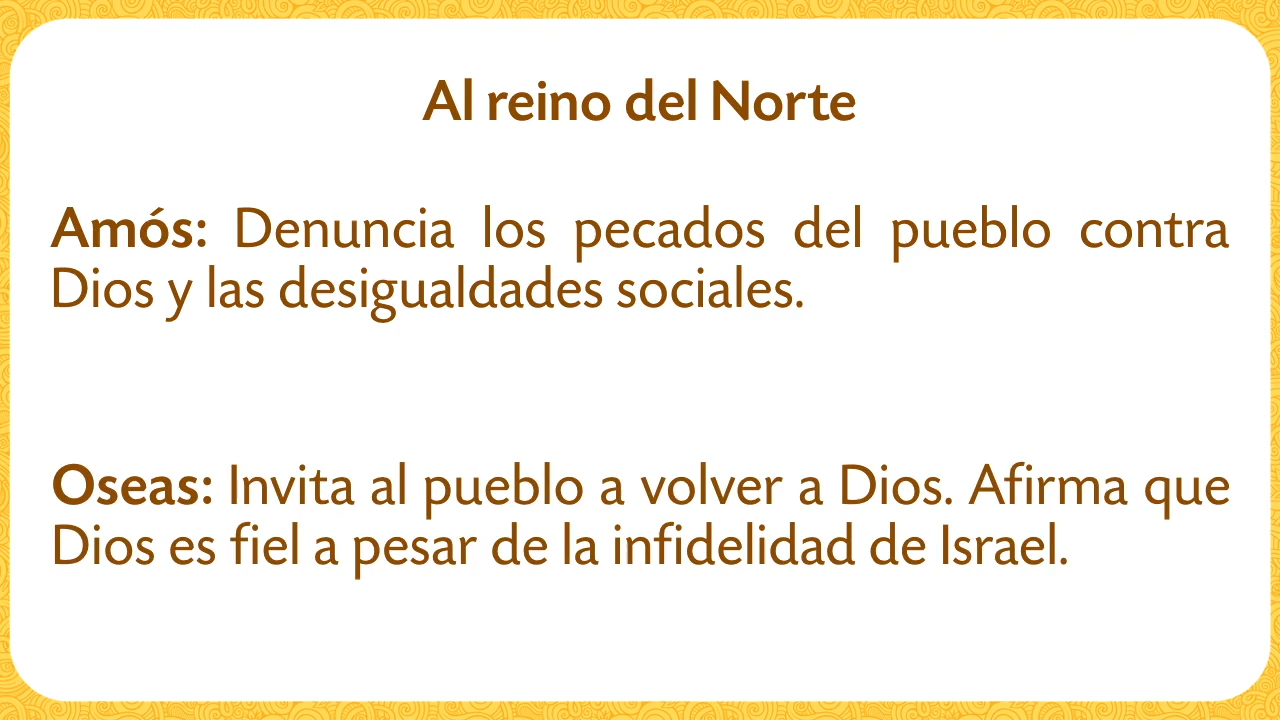 Al reino del Norte
Amós: Denuncia los pecados del pueblo contra
Dios y las desigualdades sociales.
Oseas: Invita al pueblo a volver a Dios. Afirma que
Dios es fiel a pesar de la infidelidad de Israel.